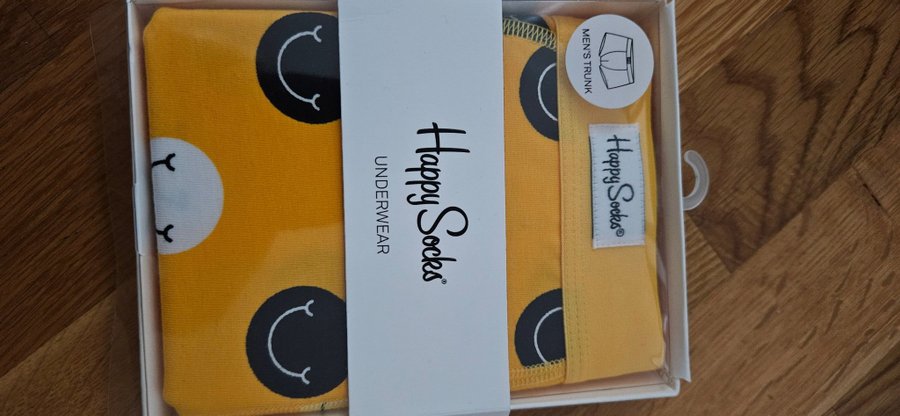 MEN'S TRUNK
Happy Socks®
Happy Socks®
UNDERWEAR